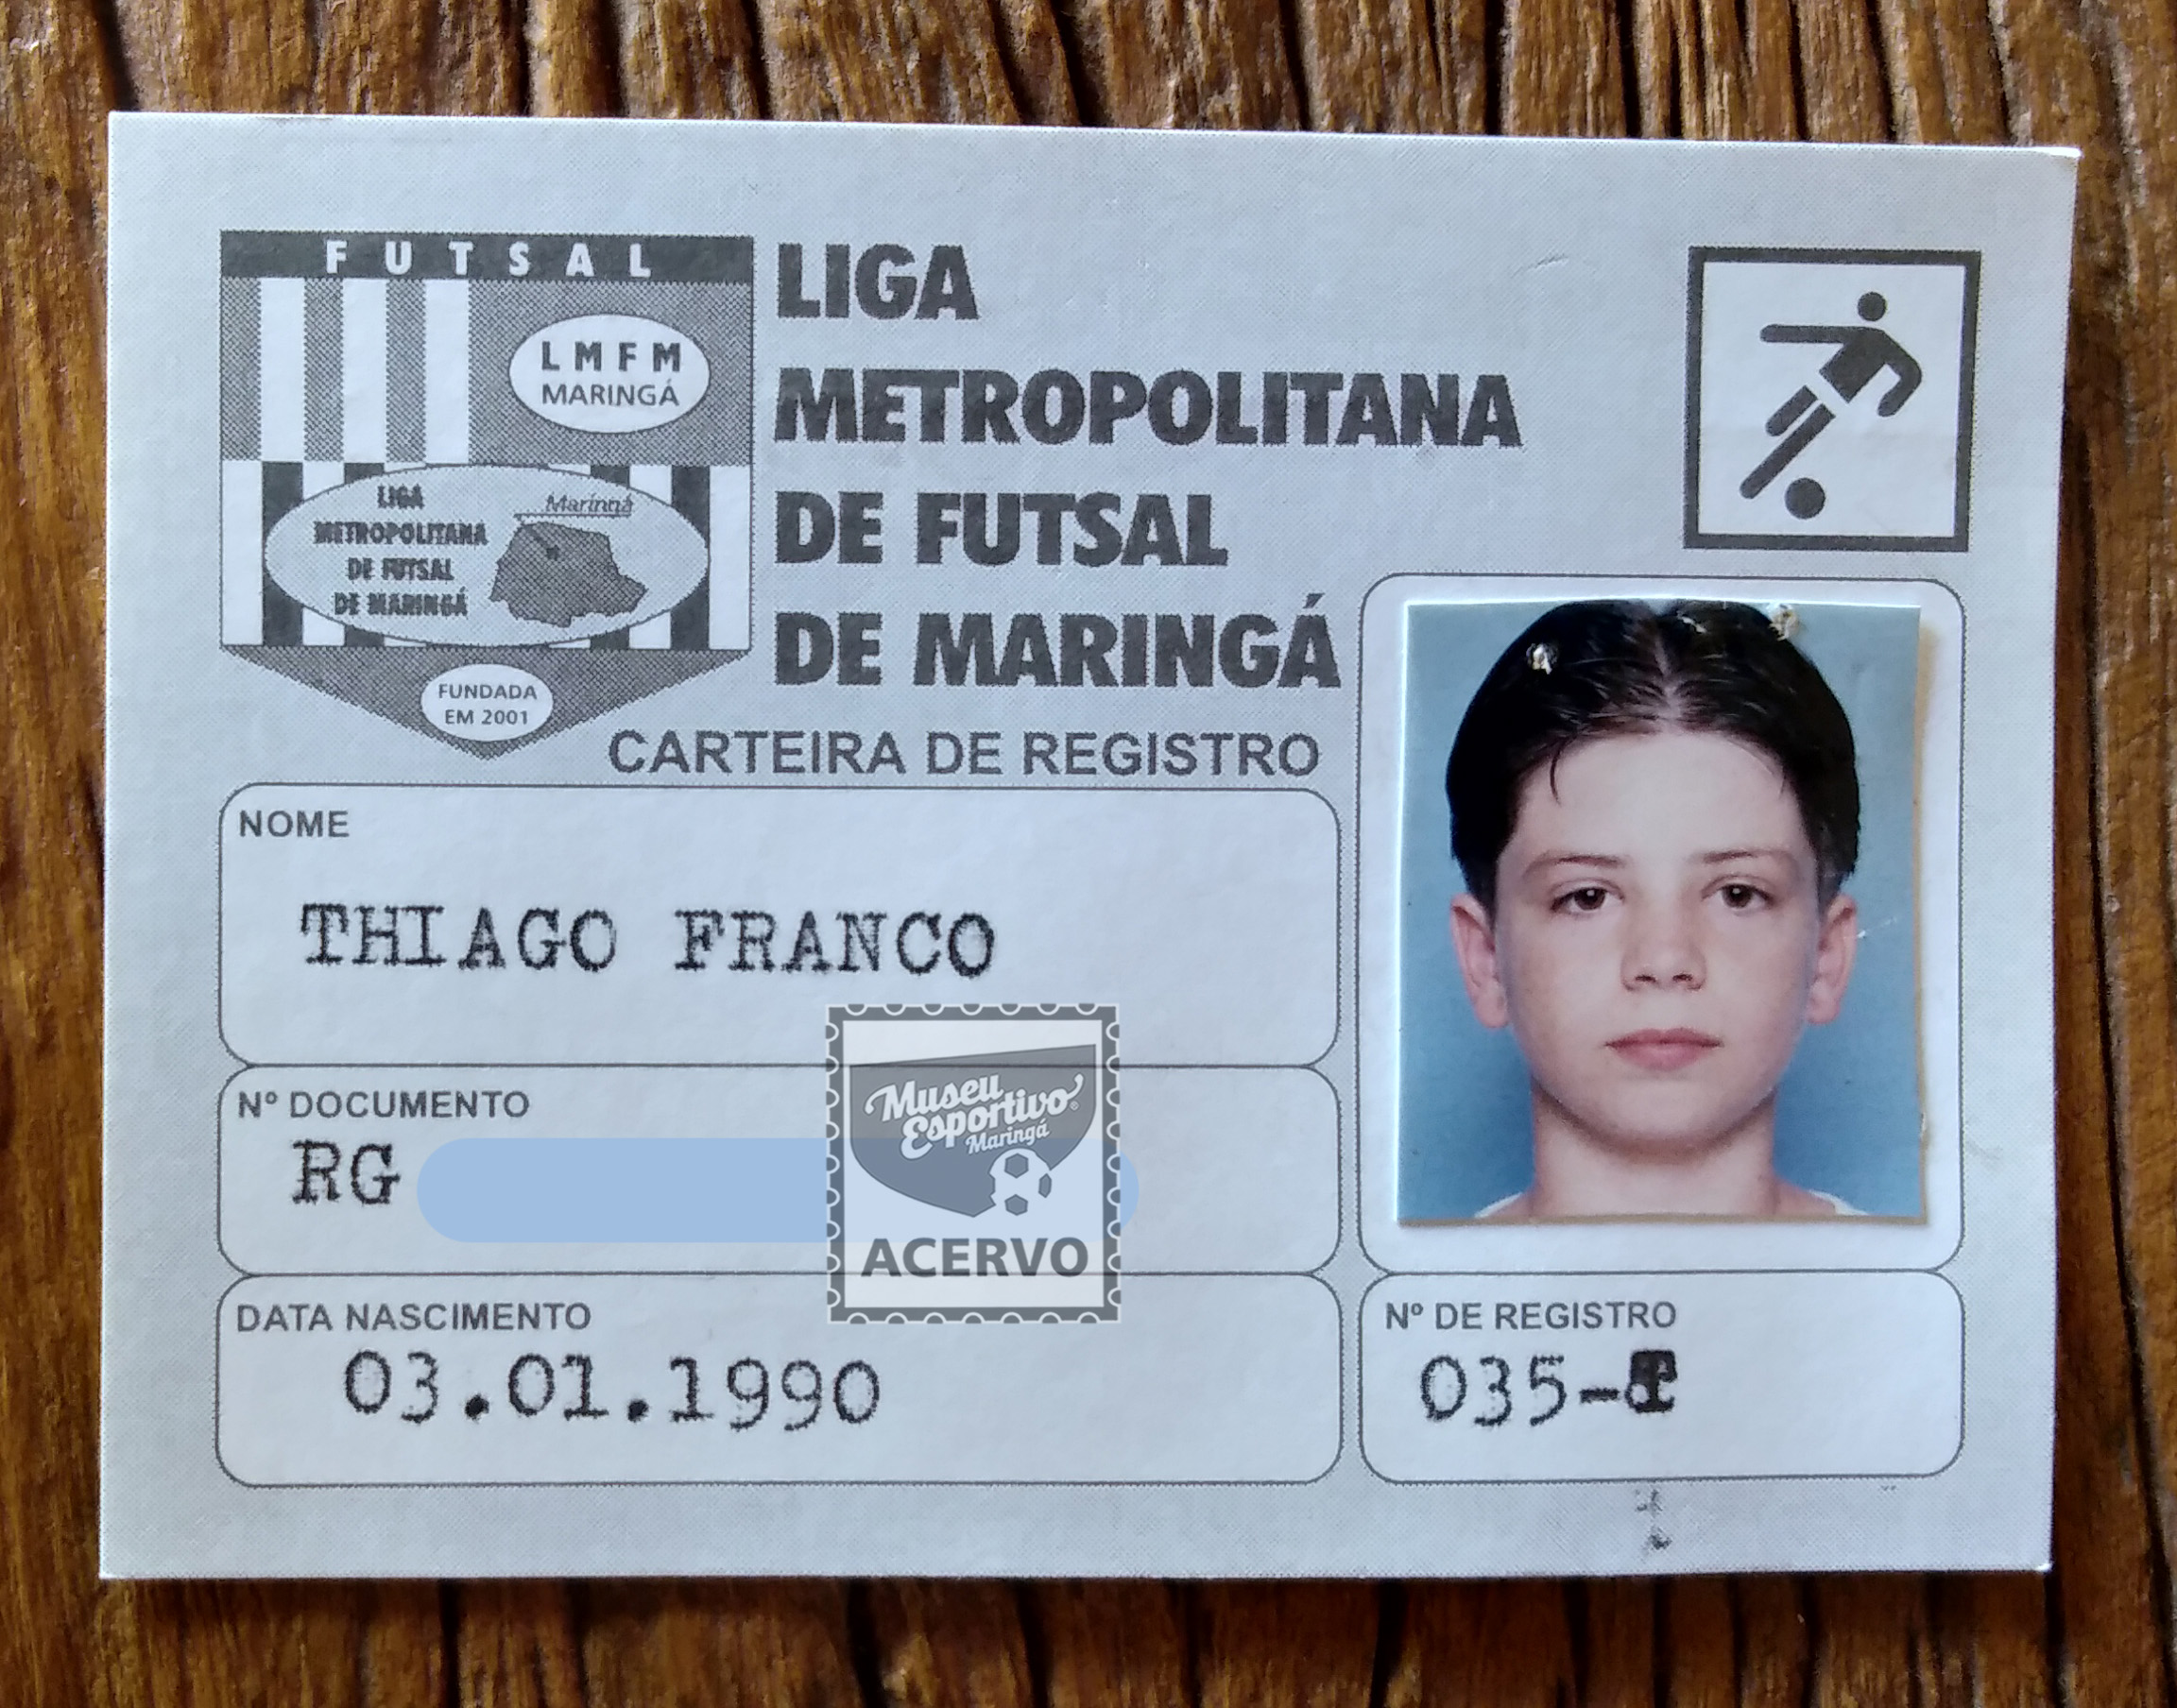 FUTSAL
LMFM
MARINGÁ
LIGA
METROPOLITANA
DE FUTSAL
DE MARINGÁ
Maringá
FUNDADA
EM 2001
LIGA
METROPOLITANA
DE FUTSAL
DE MARINGÁ
CARTEIRA DE REGISTRO
NOME
THIAGO FRANCO
Nº DOCUMENTO
RG
Museu
Esportivo®
Maringá
ACERVO
DATA NASCIMENTO
03.01.1990
Nº DE REGISTRO
035-